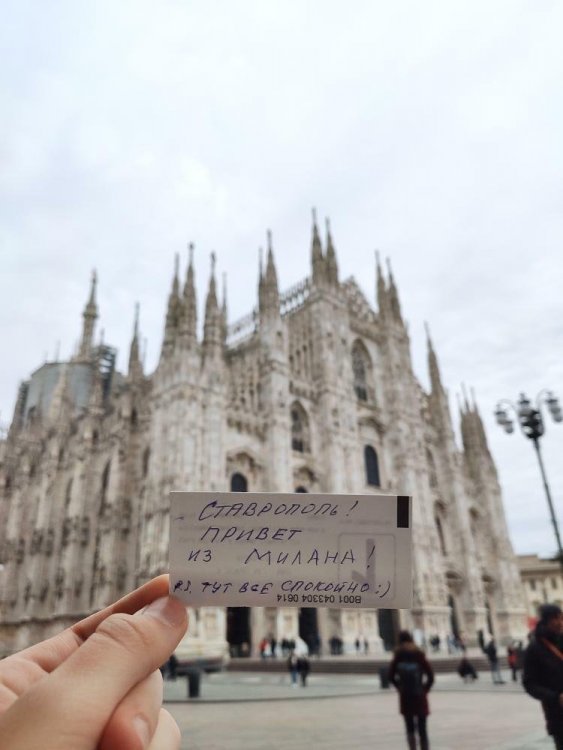 Ставрополь!
Привет
из Милана!
P.S. Тут все спокойно :)
B001 043304 0614